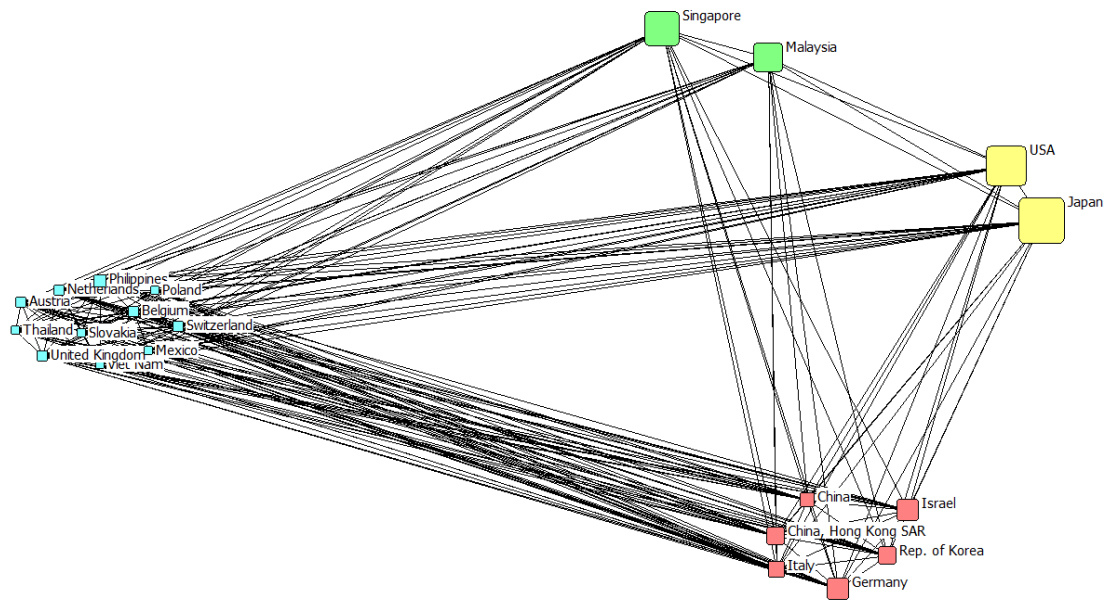 Singapore
Malaysia
USA
Japan
Philippines
Netherlands
Poland
Austria
Belgium
Thailand
Slovakia
Switzerland
United Kingdom
Mexico
Viet Nam
China
Israel
China, Hong Kong SAR
Rep. of Korea
Italy
Germany